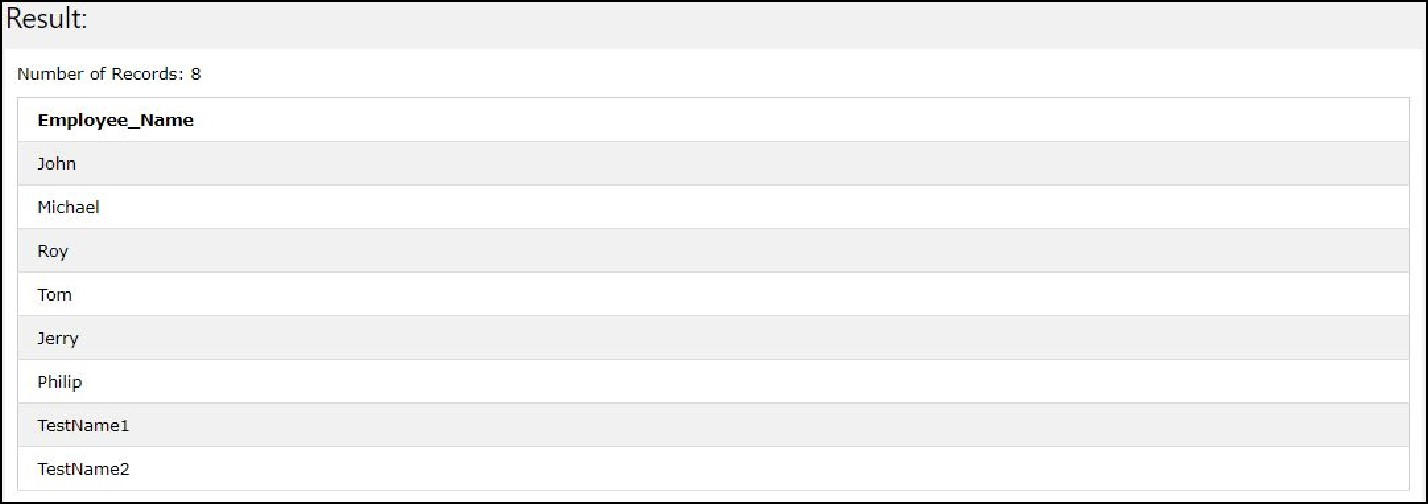 Result:
Number of Records: 8
Employee_Name
John
Michael
Roy
Tom
Jerry
Philip
TestName1
TestName2